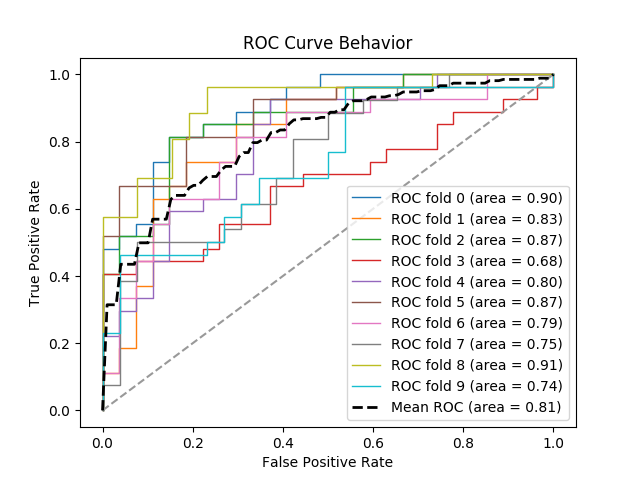 ROC Curve Behavior
True Positive Rate
1.0
0.8
0.6
0.4
0.2
0.0
ROC fold 0 (area = 0.90)
ROC fold 1 (area = 0.83)
ROC fold 2 (area = 0.87)
ROC fold 3 (area = 0.68)
ROC fold 4 (area = 0.80)
ROC fold 5 (area = 0.87)
ROC fold 6 (area = 0.79)
ROC fold 7 (area = 0.75)
ROC fold 8 (area = 0.91)
ROC fold 9 (area = 0.74)
Mean ROC (area = 0.81)
0.0 0.2 0.4 0.6 0.8 1.0
False Positive Rate